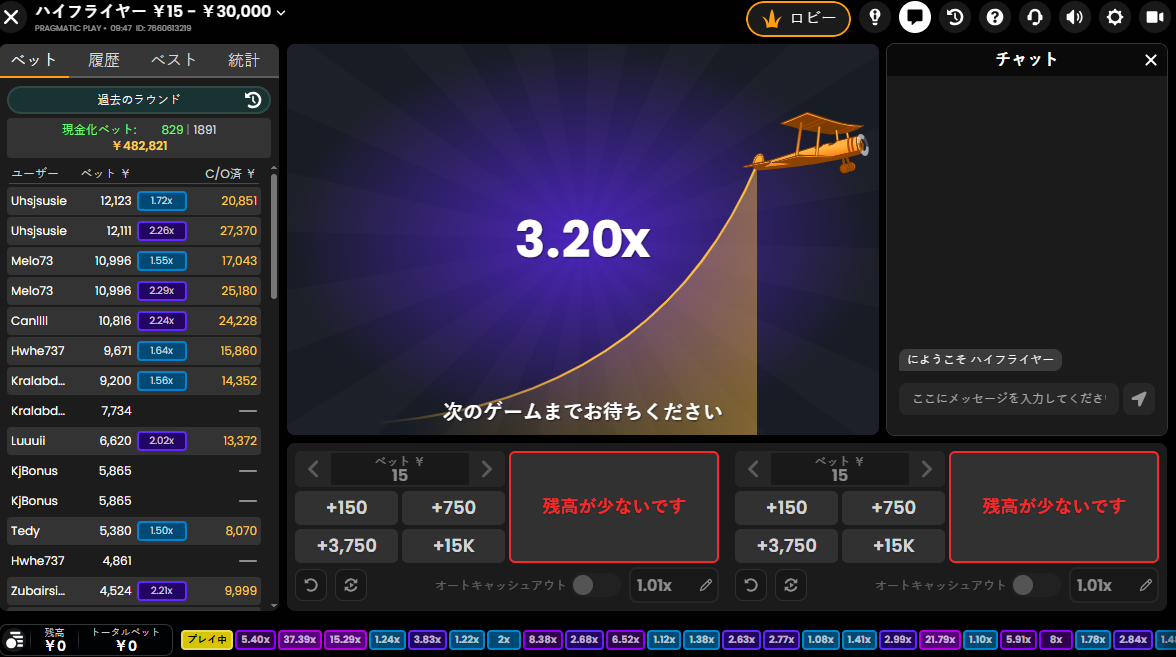 ハイフライヤー ￥15 - ￥30,000
PRAGMATIC PLAY • 09:47 ID: 7660613219
ロビー
ベット 履歴 ベスト 統計
過去のラウンド
現金化ベット: 829 | 1891
￥482,821
ユーザー ベット ￥ C/O済 ￥
Uhsjsusie 12,123 1.72x 20,851
Uhsjsusie 12,111 2.26x 27,370
Melo73 10,996 1.55x 17,043
Melo73 10,996 2.29x 25,180
Canllll 10,816 2.24x 24,228
Hwhe737 9,671 1.64x 15,860
Kralabd... 9,200 1.56x 14,352
Kralabd... 7,734 —
Luuuii 6,620 2.02x 13,372
KjBonus 5,865 —
KjBonus 5,865 —
Tedy 5,380 1.50x 8,070
Hwhe737 4,861 —
Zubairsi... 4,524 2.21x 9,999
3.20x
次のゲームまでお待ちください
チャット
にようこそ ハイフライヤー
ここにメッセージを入力してくださ
ベット ￥
15
+150 +750
+3,750 +15K
残高が少ないです
オートキャッシュアウト 1.01x
ベット ￥
15
+150 +750
+3,750 +15K
残高が少ないです
オートキャッシュアウト 1.01x
残高
￥0
トータルベット
￥0
プレイ中 5.40x 37.39x 15.29x 1.24x 3.83x 1.22x 2x 8.38x 2.68x 6.52x 1.12x 1.38x 2.63x 2.77x 1.08x 1.41x 2.99x 21.79x 1.10x 5.91x 8x 1.78x 2.84x